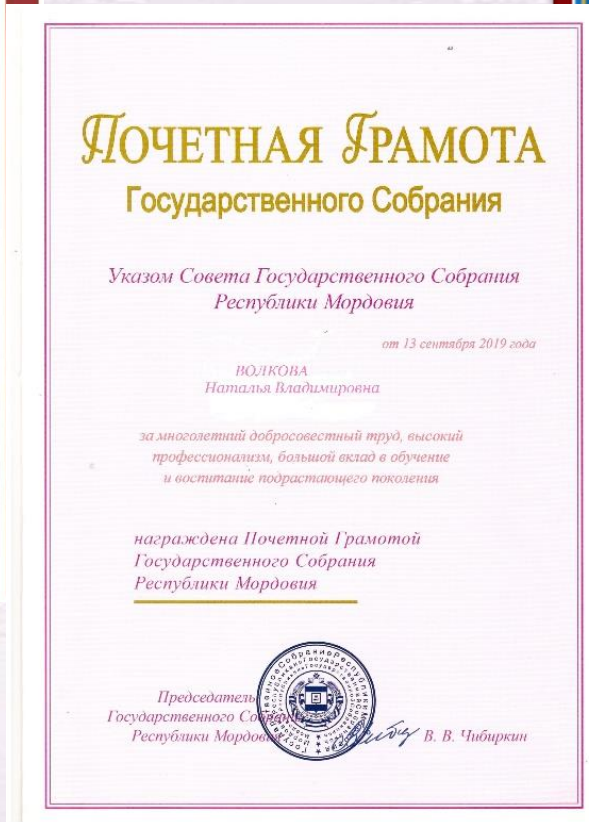 ПОЧЕТНАЯ ГРАМОТА
Государственного Собрания
Указом Совета Государственного Собрания
Республики Мордовия
от 13 сентября 2019 года
ВОЛКОВА
Наталья Владимировна
за многолетний добросовестный труд, высокий
профессионализм, большой вклад в обучение
и воспитание подрастающего поколения
награждена Почетной Грамотой
Государственного Собрания
Республики Мордовия
Председатель
Государственного Собрания
Республики Мордовия В. В. Чибиркин